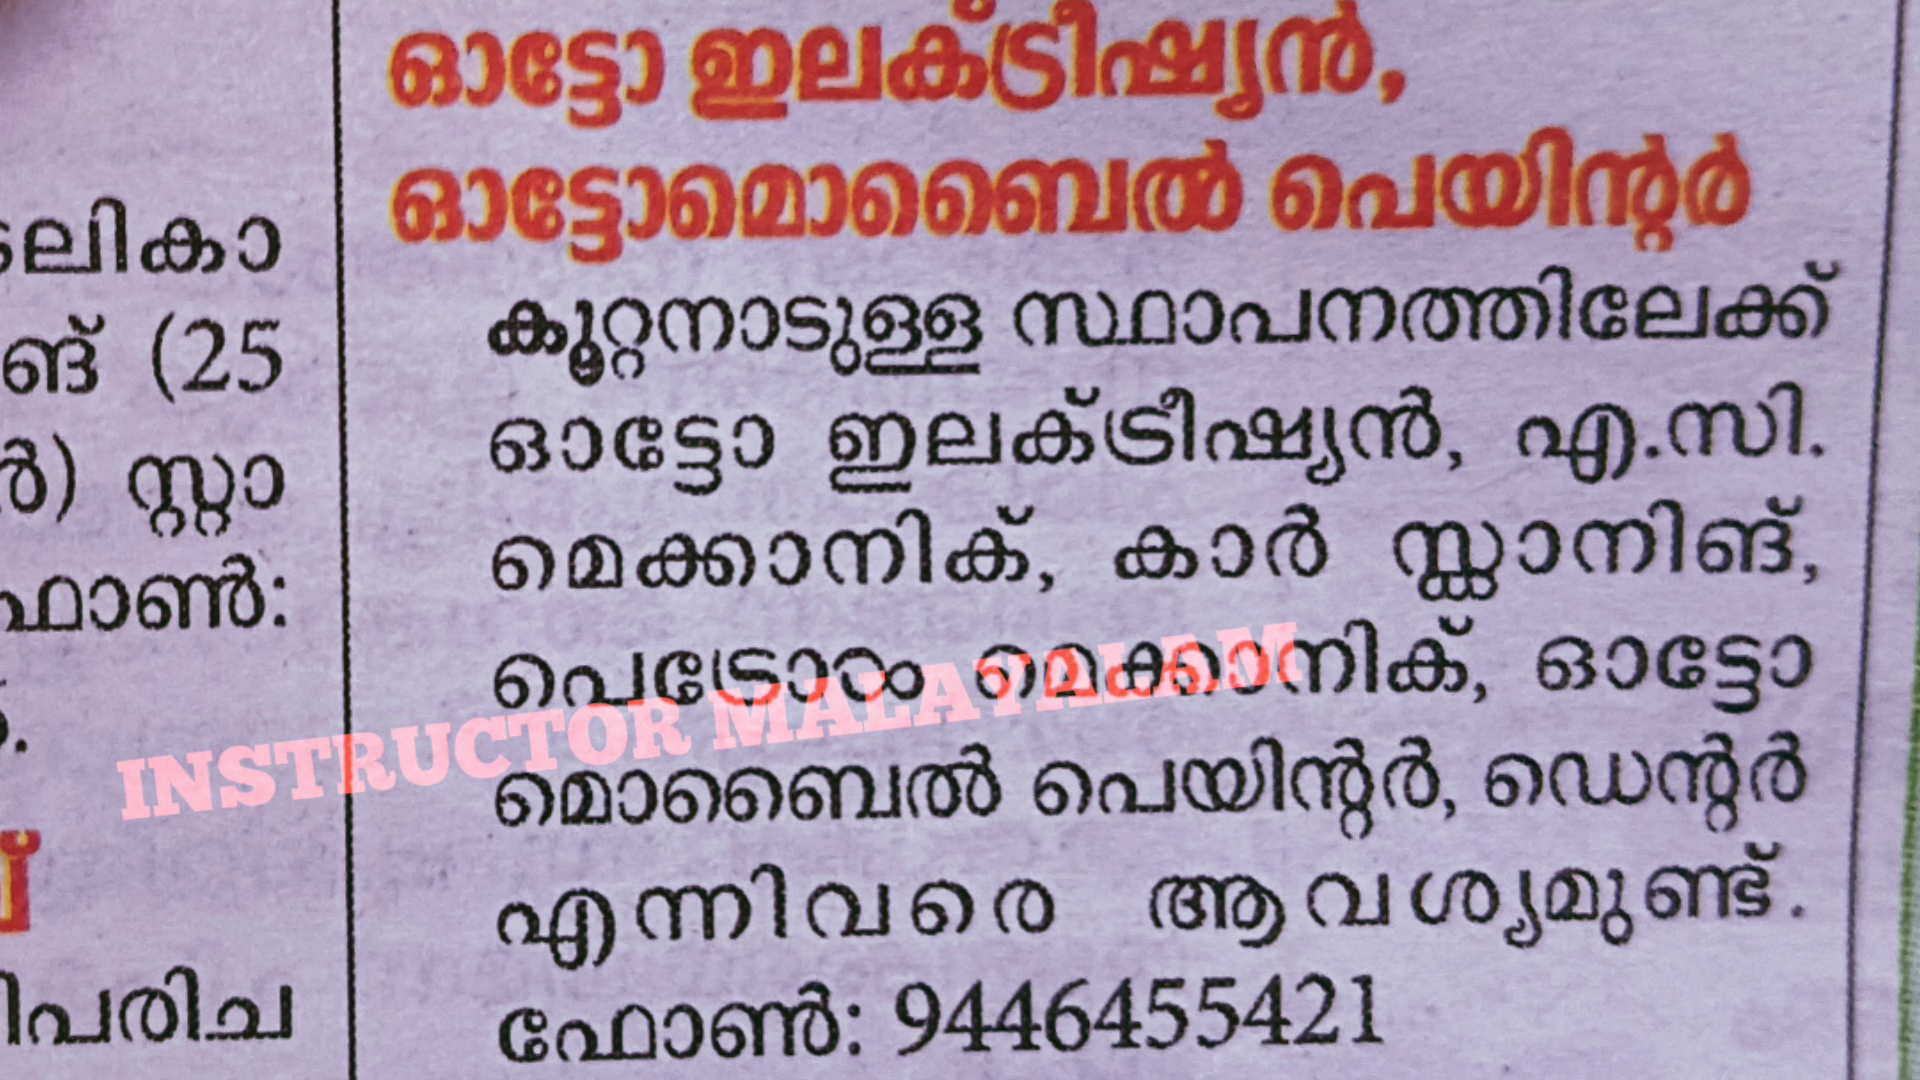 ഓട്ടോ ഇലക്ട്രീഷ്യൻ,
ഓട്ടോമൊബൈൽ പെയിന്റർ
കൂറ്റനാടുള്ള സ്ഥാപനത്തിലേക്ക്
ഓട്ടോ ഇലക്ട്രീഷ്യൻ, എ.സി.
മെക്കാനിക്, കാർ സ്കാനിങ്,
പെട്രോൾ മെക്കാനിക്, ഓട്ടോ
മൊബൈൽ പെയിന്റർ, ഡെന്റർ
എന്നിവരെ ആവശ്യമുണ്ട്.
ഫോൺ: 9446455421
INSTRUCTOR MALAYALAM
ടലികാ
ങ് (25
ർ) സ്റ്റാ
ഫോൺ:
പരിച